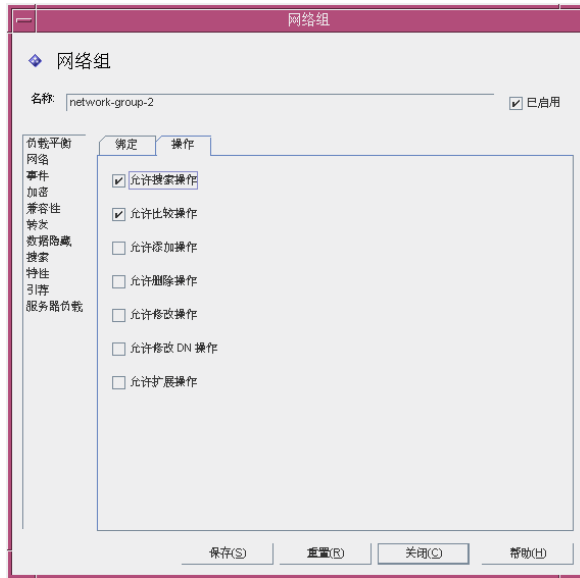 网络组
网络组
名称: network-group-2
已启用
负载平衡
网络
事件
加密
兼容性
转发
数据隐藏
搜索
特性
引荐
服务器负载
绑定 操作
允许搜索操作
允许比较操作
允许添加操作
允许删除操作
允许修改操作
允许修改 DN 操作
允许扩展操作
保存(S) 重置(R) 关闭(C) 帮助(H)